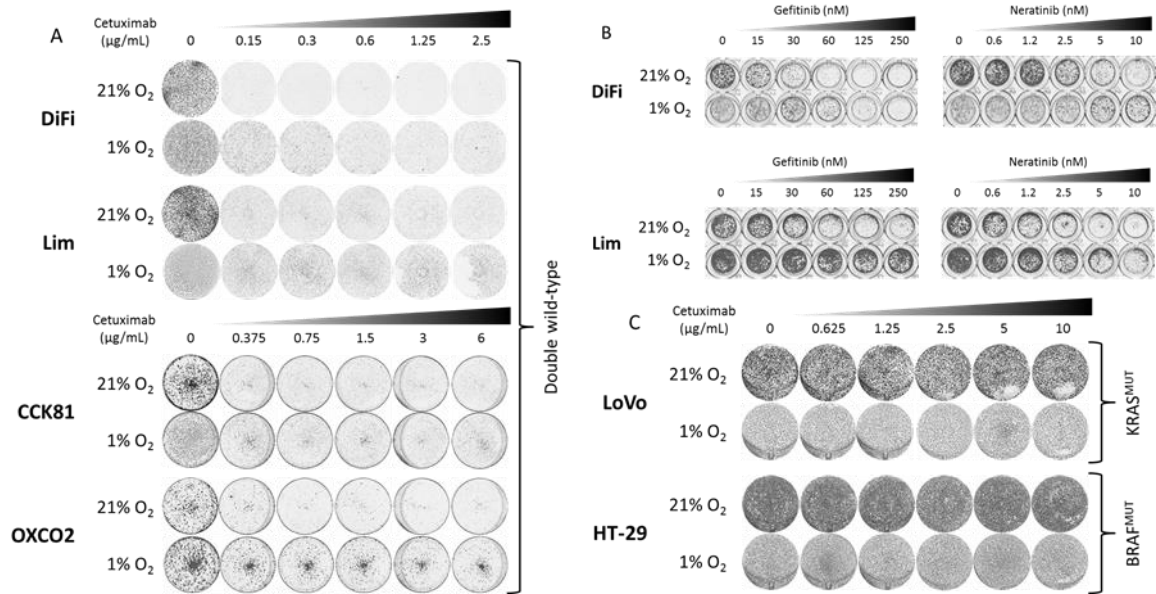 A
Cetuximab
(µg/mL)
0 0.15 0.3 0.6 1.25 2.5
DiFi
21% O₂
1% O₂
Lim
21% O₂
1% O₂
Cetuximab
(µg/mL)
0 0.375 0.75 1.5 3 6
CCK81
21% O₂
1% O₂
OXCO2
21% O₂
1% O₂
Double wild-type
B
Gefitinib (nM)
0 15 30 60 125 250
Neratinib (nM)
0 0.6 1.2 2.5 5 10
DiFi
21% O₂
1% O₂
Gefitinib (nM)
0 15 30 60 125 250
Neratinib (nM)
0 0.6 1.2 2.5 5 10
Lim
21% O₂
1% O₂
C
Cetuximab
(µg/mL)
0 0.625 1.25 2.5 5 10
LoVo
21% O₂
1% O₂
KRASᴹᵁᵀ
HT-29
21% O₂
1% O₂
BRAFᴹᵁᵀ